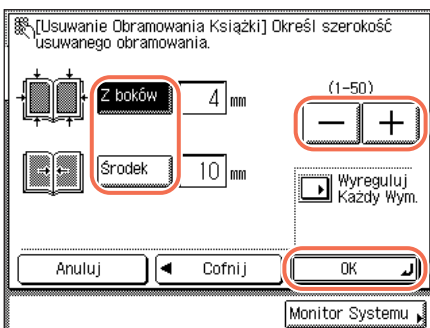 [Usuwanie Obramowania Książki] Określ szerokość
usuwanego obramowania.
Z boków
4 mm
(1-50)
− +
Środek
10 mm
Wyreguluj
Każdy Wym.
Anuluj
◄ Cofnij
OK
Monitor Systemu